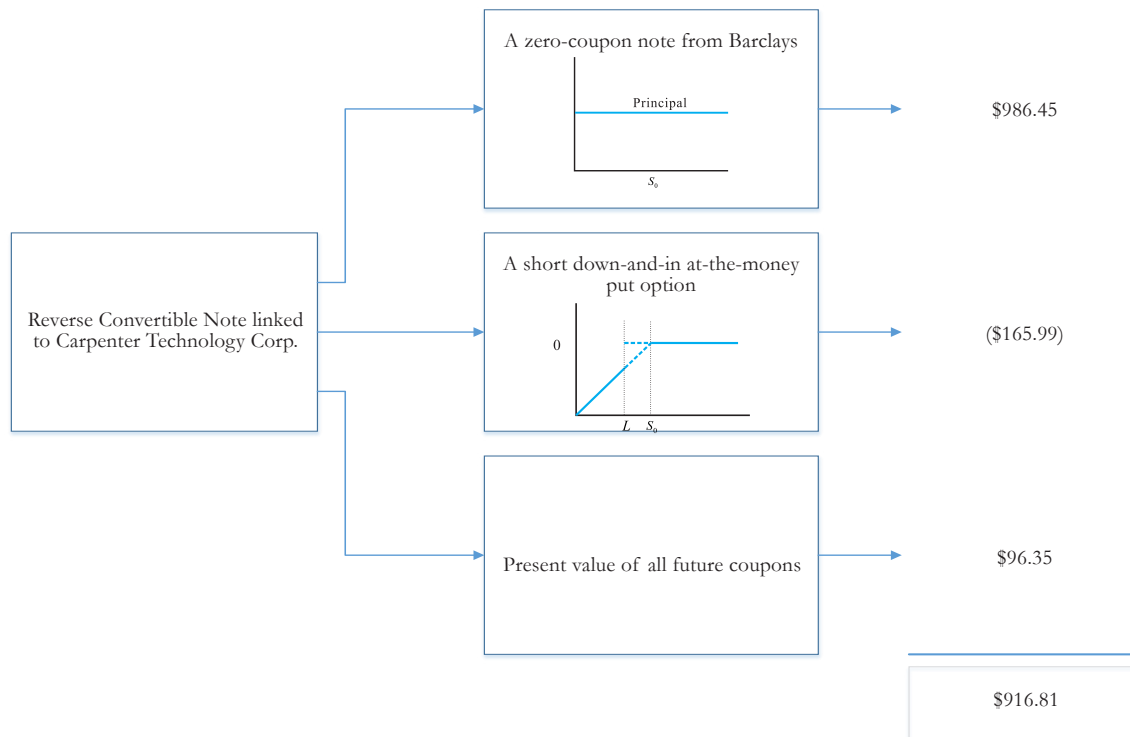 A zero-coupon note from Barclays
Principal
S₀
$986.45
Reverse Convertible Note linked
to Carpenter Technology Corp.
A short down-and-in at-the-money
put option
0
L S₀
($165.99)
Present value of all future coupons
$96.35
$916.81